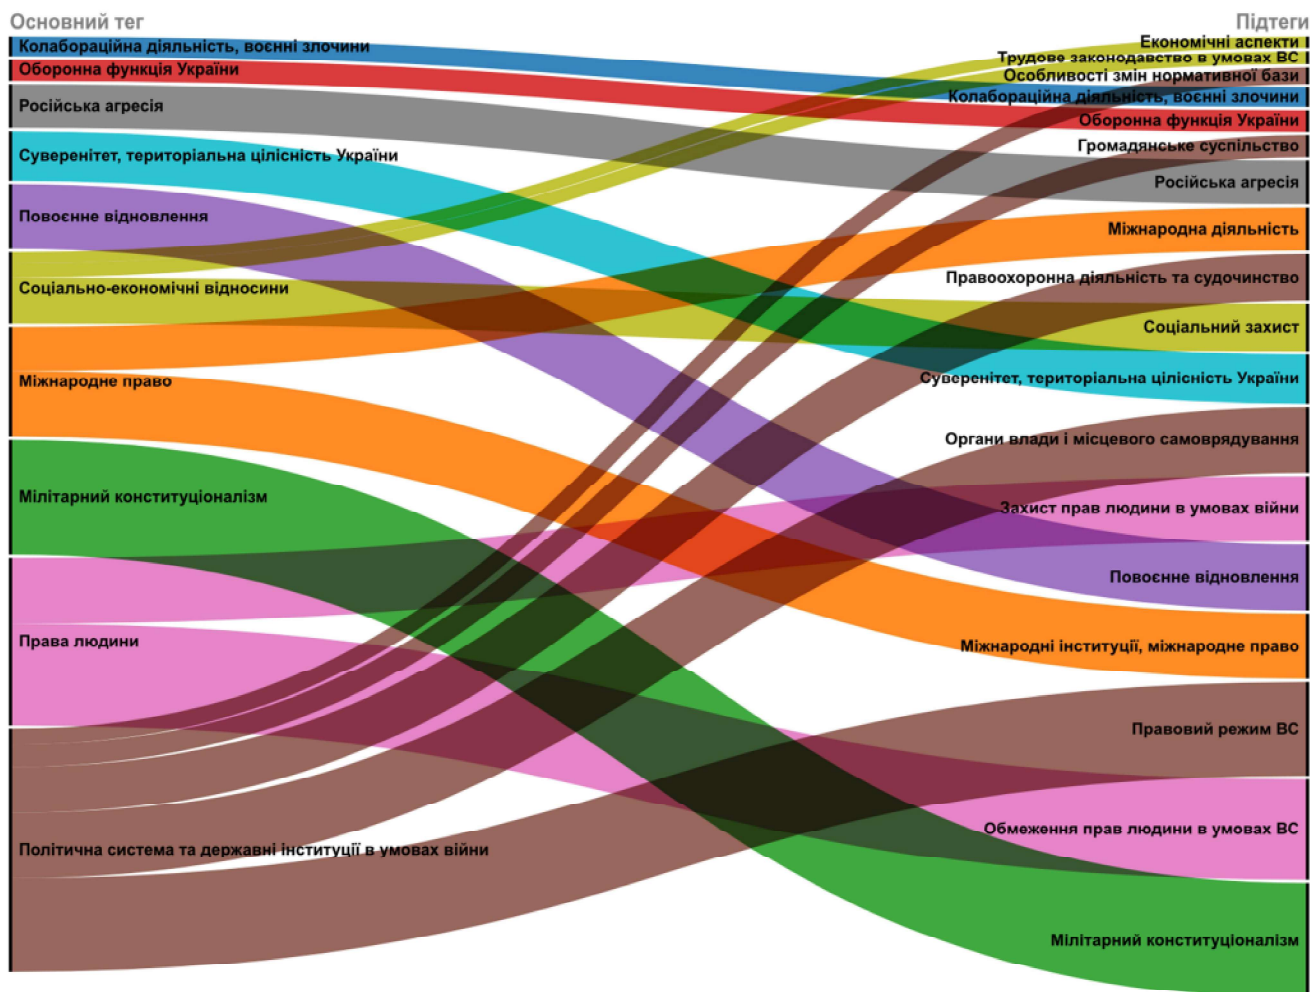 Основний тег
Колабораційна діяльність, воєнні злочини
Оборонна функція України
Російська агресія
Суверенітет, територіальна цілісність України
Повоєнне відновлення
Соціально-економічні відносини
Міжнародне право
Мілітарний конституціоналізм
Права людини
Політична система та державні інституції в умовах війни
Підтеги
Економічні аспекти
Трудове законодавство в умовах ВС
Особливості змін нормативної бази
Колабораційна діяльність, воєнні злочини
Оборонна функція України
Громадянське суспільство
Російська агресія
Міжнародна діяльність
Правоохоронна діяльність та судочинство
Соціальний захист
Суверенітет, територіальна цілісність України
Органи влади і місцевого самоврядування
Захист прав людини в умовах війни
Повоєнне відновлення
Міжнародні інституції, міжнародне право
Правовий режим ВС
Обмеження прав людини в умовах ВС
Мілітарний конституціоналізм